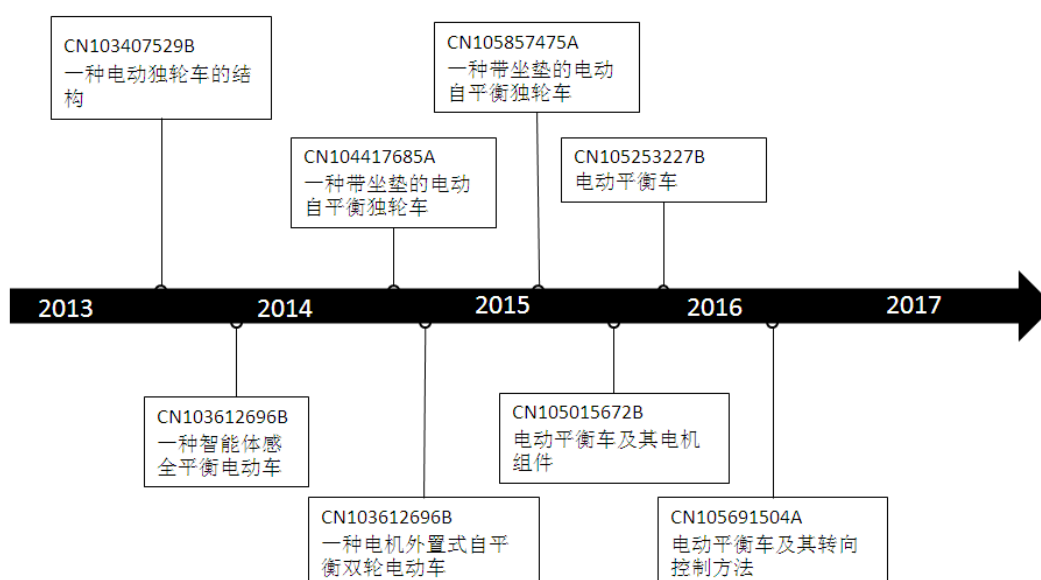 CN103407529B
一种电动独轮车的结
构
CN105857475A
一种带坐垫的电动
自平衡独轮车
CN104417685A
一种带坐垫的电动
自平衡独轮车
CN105253227B
电动平衡车
2013
2014
2015
2016
2017
CN103612696B
一种智能体感
全平衡电动车
CN105015672B
电动平衡车及其电机
组件
CN103612696B
一种电机外置式自平
衡双轮电动车
CN105691504A
电动平衡车及其转向
控制方法